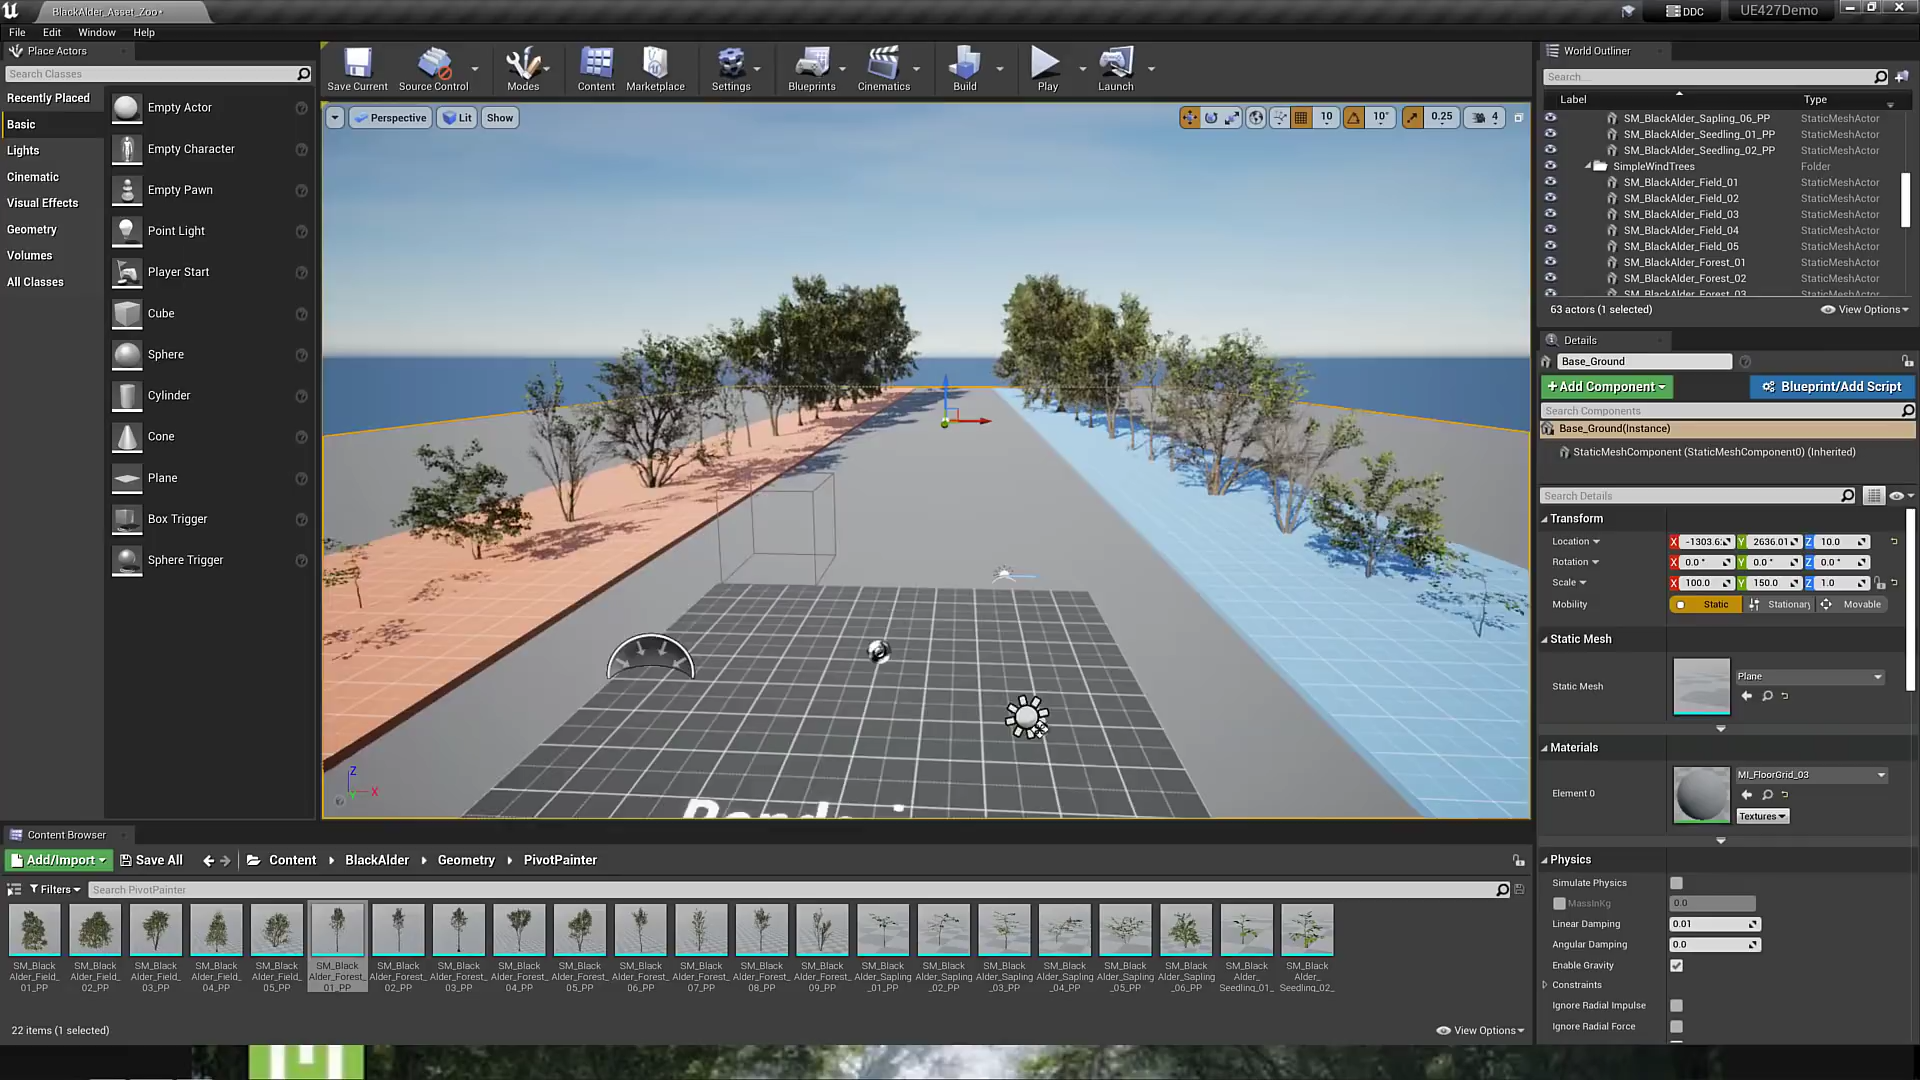 BlackAlder_Asset_Zoo•
DDC
UE427Demo
File
Edit
Window
Help
Place Actors
Search Classes
Recently Placed
Basic
Lights
Cinematic
Visual Effects
Geometry
Volumes
All Classes
Empty Actor
Empty Character
Empty Pawn
Point Light
Player Start
Cube
Sphere
Cylinder
Cone
Plane
Box Trigger
Sphere Trigger
Save Current
Source Control
Modes
Content
Marketplace
Settings
Blueprints
Cinematics
Build
Play
Launch
Perspective
Lit
Show
10
10°
0.25
4
Z
X
World Outliner
Search...
Label
Type
SM_BlackAlder_Sapling_06_PP StaticMeshActor
SM_BlackAlder_Seedling_01_PP StaticMeshActor
SM_BlackAlder_Seedling_02_PP StaticMeshActor
SimpleWindTrees Folder
SM_BlackAlder_Field_01 StaticMeshActor
SM_BlackAlder_Field_02 StaticMeshActor
SM_BlackAlder_Field_03 StaticMeshActor
SM_BlackAlder_Field_04 StaticMeshActor
SM_BlackAlder_Field_05 StaticMeshActor
SM_BlackAlder_Forest_01 StaticMeshActor
SM_BlackAlder_Forest_02 StaticMeshActor
SM_BlackAlder_Forest_03 StaticMeshActor
63 actors (1 selected)
View Options
Details
Base_Ground
+Add Component
Blueprint/Add Script
Search Components
Base_Ground(Instance)
StaticMeshComponent (StaticMeshComponent0) (Inherited)
Search Details
Transform
Location X -1303.6 Y 2636.01 Z 10.0
Rotation X 0.0 ° Y 0.0 ° Z 0.0 °
Scale X 100.0 Y 150.0 Z 1.0
Mobility Static Stationary Movable
Static Mesh
Static Mesh
Plane
Materials
Element 0
MI_FloorGrid_03
Textures
Physics
Simulate Physics
MassInKg 0.0
Linear Damping 0.01
Angular Damping 0.0
Enable Gravity
Constraints
Ignore Radial Impulse
Ignore Radial Force
Content Browser
Add/Import
Save All
Content
BlackAlder
Geometry
PivotPainter
Filters
Search PivotPainter
SM_Black Alder_Field_ 01_PP
SM_Black Alder_Field_ 02_PP
SM_Black Alder_Field_ 03_PP
SM_Black Alder_Field_ 04_PP
SM_Black Alder_Field_ 05_PP
SM_Black Alder_Forest_ 01_PP
SM_Black Alder_Forest_ 02_PP
SM_Black Alder_Forest_ 03_PP
SM_Black Alder_Forest_ 04_PP
SM_Black Alder_Forest_ 05_PP
SM_Black Alder_Forest_ 06_PP
SM_Black Alder_Forest_ 07_PP
SM_Black Alder_Forest_ 08_PP
SM_Black Alder_Forest_ 09_PP
SM_Black Alder_Sapling _01_PP
SM_Black Alder_Sapling _02_PP
SM_Black Alder_Sapling _03_PP
SM_Black Alder_Sapling _04_PP
SM_Black Alder_Sapling _05_PP
SM_Black Alder_Sapling _06_PP
SM_Black Alder_ Seedling_01_
SM_Black Alder_ Seedling_02_
22 items (1 selected)
View Options